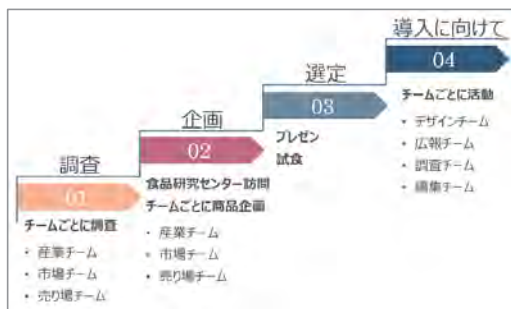 調査
01
チームごとに調査
・ 産業チーム
・ 市場チーム
・ 売り場チーム
企画
02
食品研究センター訪問
チームごとに商品企画
・ 産業チーム
・ 市場チーム
・ 売り場チーム
選定
03
プレゼン
試食
導入に向けて
04
チームごとに活動
・ デザインチーム
・ 広報チーム
・ 調査チーム
・ 編集チーム